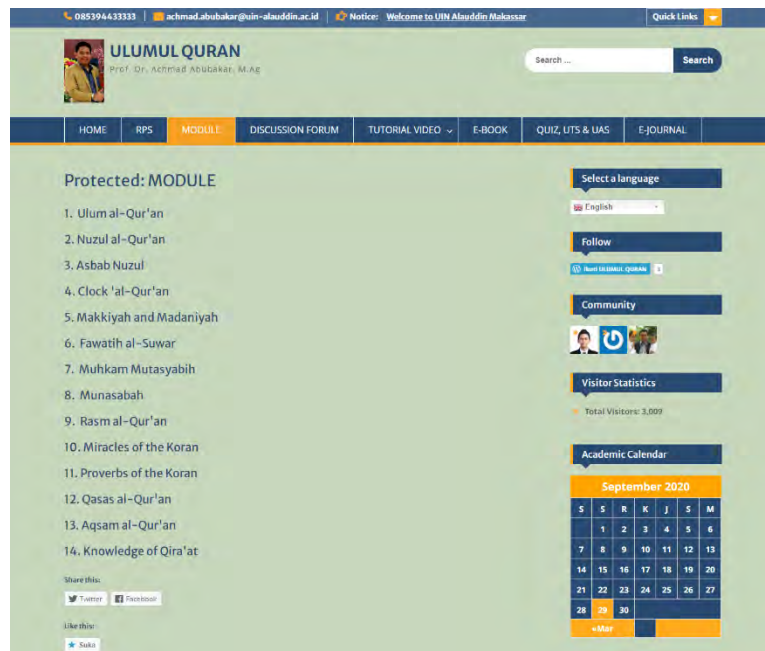 085394433333 achmad.abubakar@uin-alauddin.ac.id Notice: Welcome to UIN Alauddin Makassar Quick Links
ULUMUL QURAN
Prof. Dr. Achmad Abubakar, M.Ag
Search ... Search
HOME RPS MODULE DISCUSSION FORUM TUTORIAL VIDEO E-BOOK QUIZ, UTS & UAS E-JOURNAL
Protected: MODULE
1. Ulum al-Qur'an
2. Nuzul al-Qur'an
3. Asbab Nuzul
4. Clock 'al-Qur'an
5. Makkiyah and Madaniyah
6. Fawatih al-Suwar
7. Muhkam Mutasyabih
8. Munasabah
9. Rasm al-Qur'an
10. Miracles of the Koran
11. Proverbs of the Koran
12. Qasas al-Qur'an
13. Aqsam al-Qur'an
14. Knowledge of Qira'at
Share this:
Twitter Facebook
Like this:
Suka
Select a language
English
Follow
Ikuti ULUMUL QURAN
Community
Visitor Statistics
Total Visitors: 3,009
Academic Calendar
September 2020
S S R K J S M
1 2 3 4 5 6
7 8 9 10 11 12 13
14 15 16 17 18 19 20
21 22 23 24 25 26 27
28 29 30
«Mar